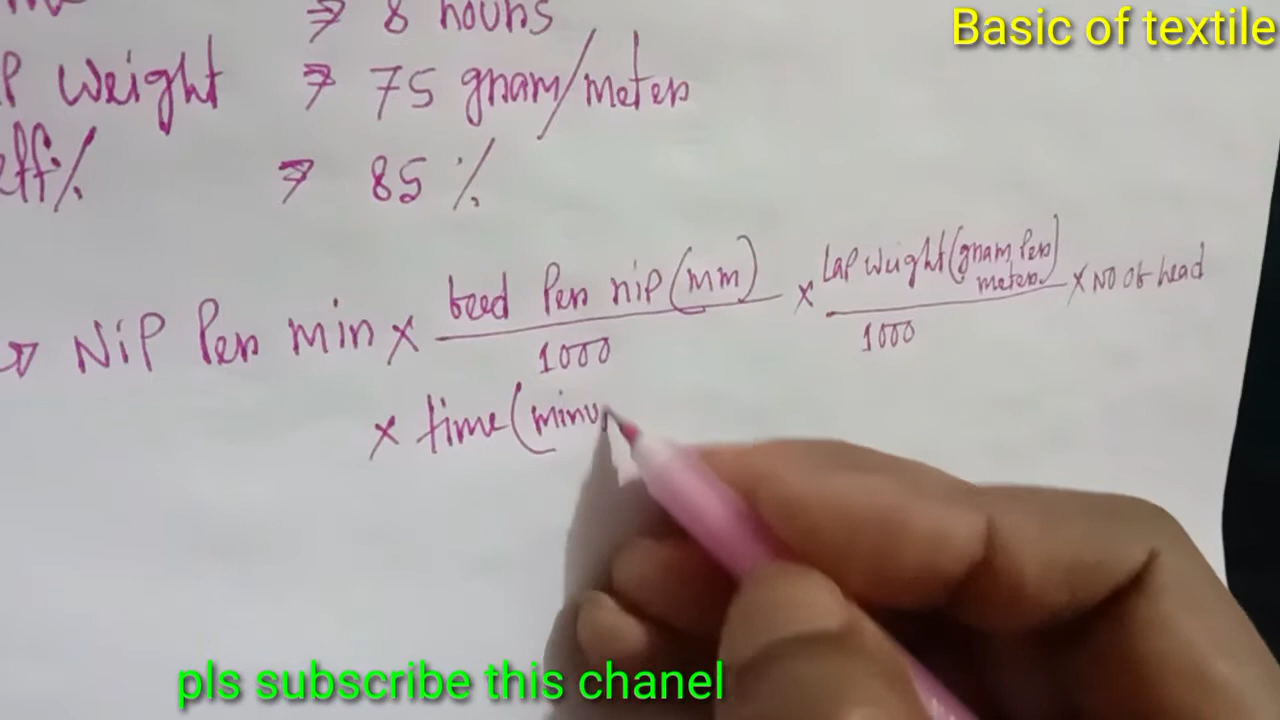 Basic of textile
⇒ 8 hours
P weight ⇒ 75 gram/meter
eff% ⇒ 85 %
⇒ NiP Per min × feed Per nip (mm) / 1000 × Lap weight (gram Per meter) / 1000 × No of head
× time (minu
pls subscribe this chanel